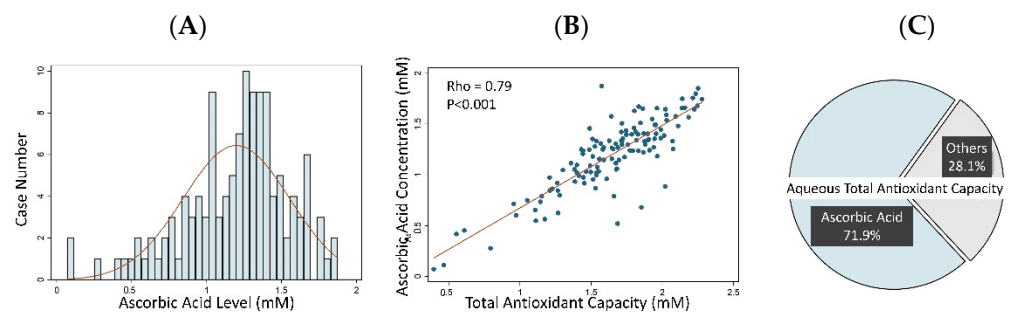 (A)
(B)
(C)
10
8
6
4
2
0
Case Number
0
0.5
1
1.5
2
Ascorbic Acid Level (mM)
Rho = 0.79
P<0.001
2
1.5
1
0.5
0
Ascorbic Acid Concentration (mM)
0.5
1
1.5
2
2.5
Total Antioxidant Capacity (mM)
Others
28.1%
Aqueous Total Antioxidant Capacity
Ascorbic Acid
71.9%